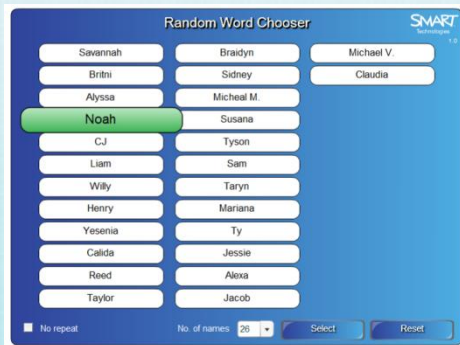 Random Word Chooser
SMART
Technologies
1.0
Savannah
Britni
Alyssa
Noah
CJ
Liam
Willy
Henry
Yesenia
Calida
Reed
Taylor
Braidyn
Sidney
Micheal M.
Susana
Tyson
Sam
Taryn
Mariana
Ty
Jessie
Alexa
Jacob
Michael V.
Claudia
No repeat
No. of names 26
Select
Reset